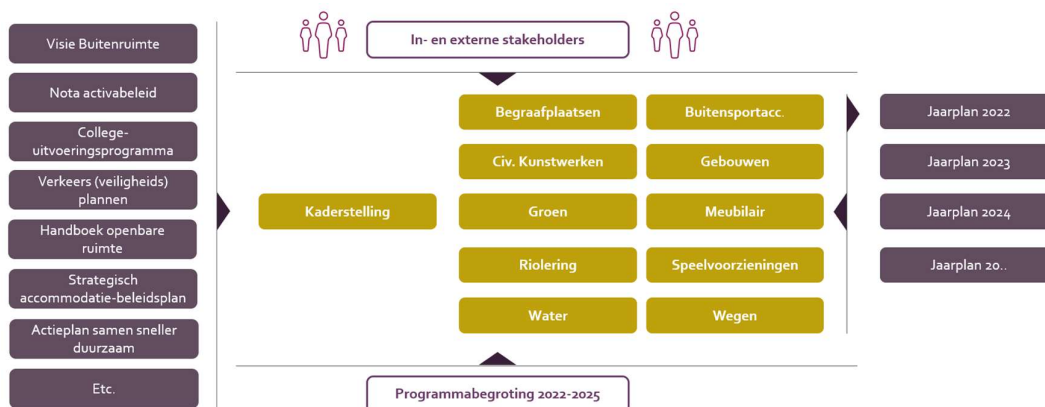 Visie Buitenruimte
Nota activabeleid
College-
uitvoeringsprogramma
Verkeers (veiligheids)
plannen
Handboek openbare
ruimte
Strategisch
accommodatie-beleidsplan
Actieplan samen sneller
duurzaam
Etc.
In- en externe stakeholders
Kaderstelling
Begraafplaatsen
Buitensportacc.
Civ. Kunstwerken
Gebouwen
Groen
Meubilair
Riolering
Speelvoorzieningen
Water
Wegen
Programmabegroting 2022-2025
Jaarplan 2022
Jaarplan 2023
Jaarplan 2024
Jaarplan 20..